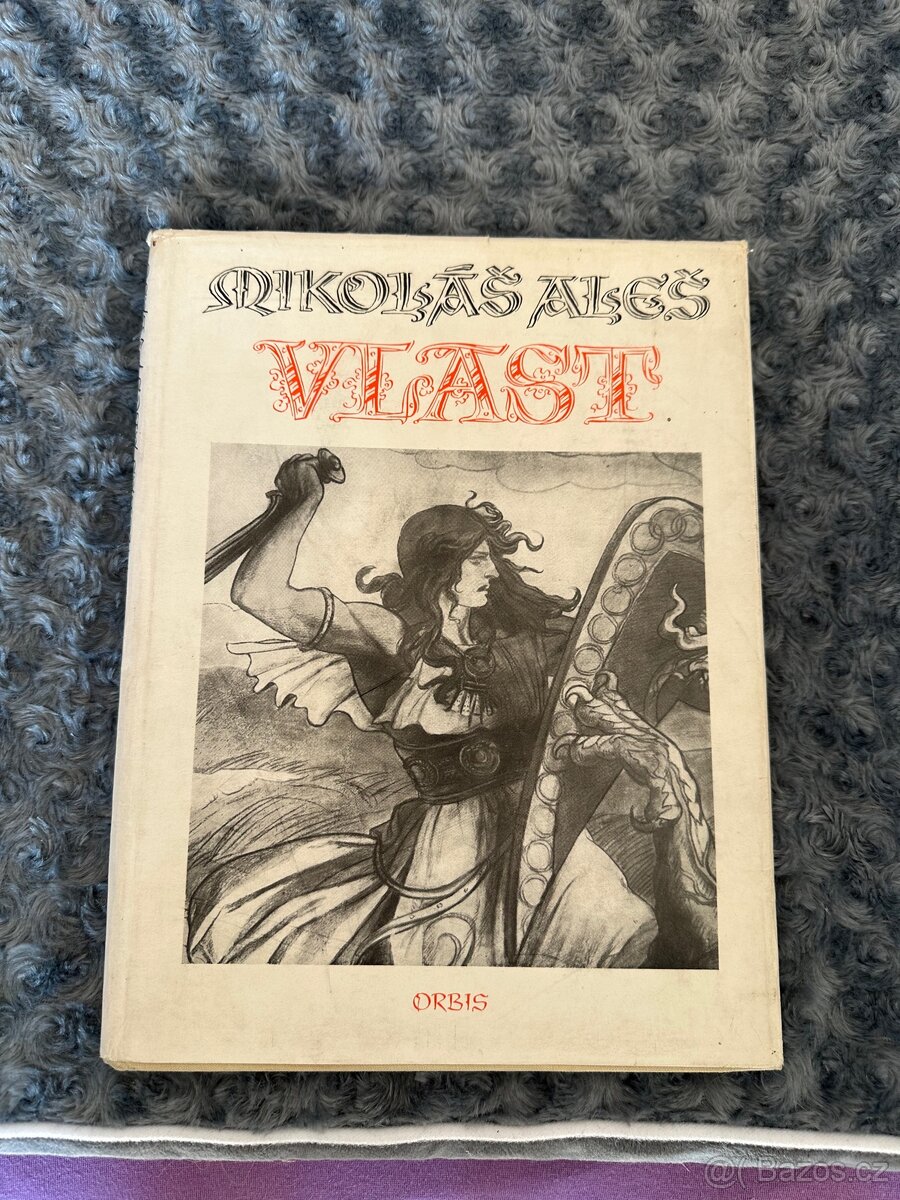 MIKOLÁŠ ALEŠ
VLAST
ORBIS
@ Bazos.cz